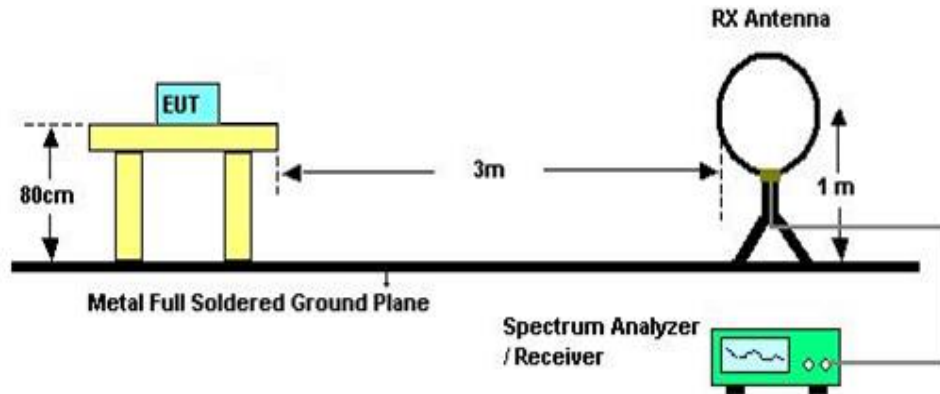 RX Antenna
EUT
3m
80cm
1 m
Metal Full Soldered Ground Plane
Spectrum Analyzer
/ Receiver